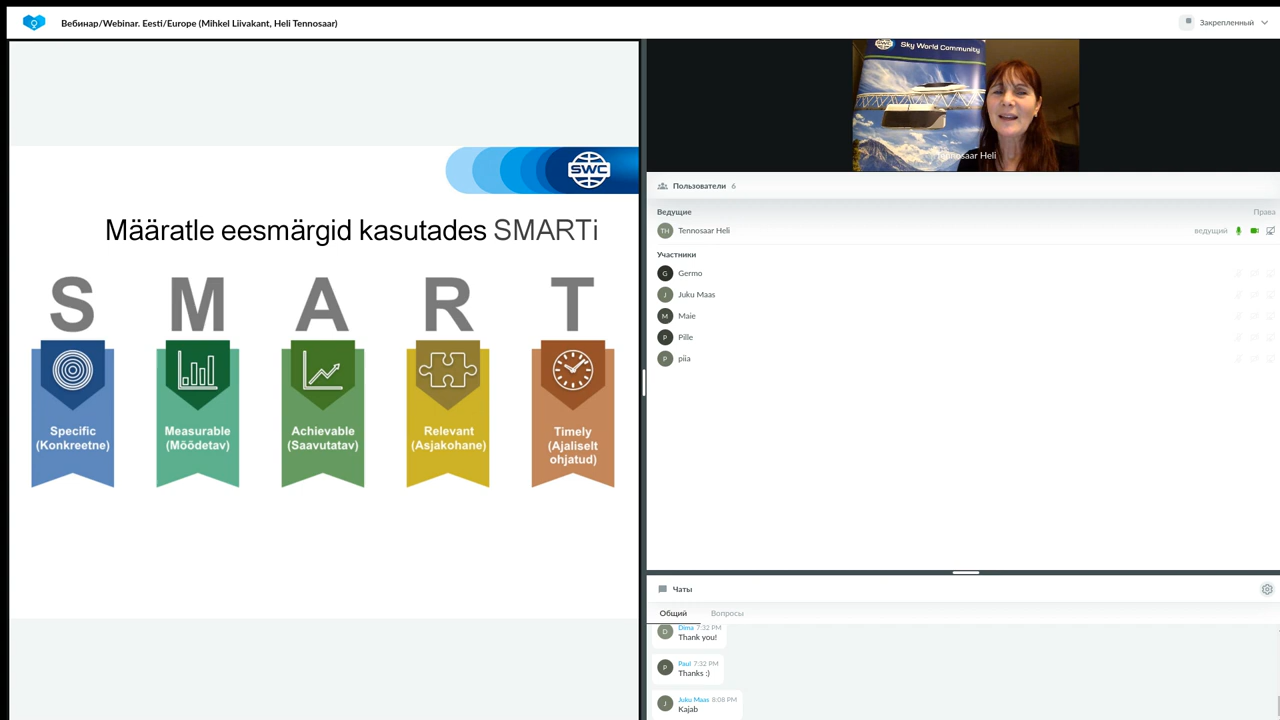 Вебинар/Webinar. Eesti/Europe (Mihkel Liivakant, Heli Tennosaar)
Закрепленный
SWC
Määratle eesmärgid kasutades SMARTi
S M A R T
Specific
(Konkreetne)
Measurable
(Mõõdetav)
Achievable
(Saavutatav)
Relevant
(Asjakohane)
Timely
(Ajaliselt
ohjatud)
SWC Sky World Community
Tennosaar Heli
Пользователи 6
Ведущие Права
TH Tennosaar Heli ведущий
Участники
G Germo
J Juku Maas
M Maie
P Pille
P piia
Чаты
Общий Вопросы
D Dima 7:32 PM
Thank you!
P Paul 7:32 PM
Thanks :)
J Juku Maas 8:08 PM
Kajab